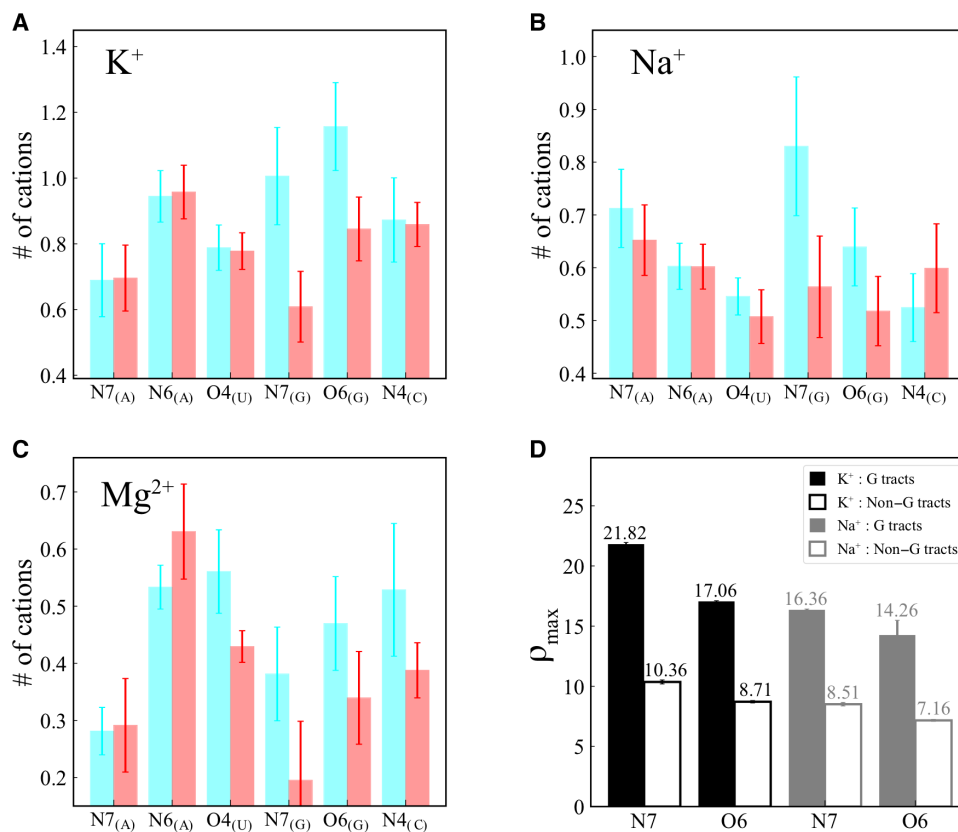 A
K⁺
# of cations
1.4
1.2
1.0
0.8
0.6
0.4
N7(A) N6(A) O4(U) N7(G) O6(G) N4(C)
B
Na⁺
# of cations
1.0
0.9
0.8
0.7
0.6
0.5
0.4
N7(A) N6(A) O4(U) N7(G) O6(G) N4(C)
C
Mg²⁺
# of cations
0.7
0.6
0.5
0.4
0.3
0.2
N7(A) N6(A) O4(U) N7(G) O6(G) N4(C)
D
K⁺ : G tracts
K⁺ : Non−G tracts
Na⁺ : G tracts
Na⁺ : Non−G tracts
ρmax
25
20
15
10
5
0
21.82
10.36
17.06
8.71
16.36
8.51
14.26
7.16
N7 O6 N7 O6